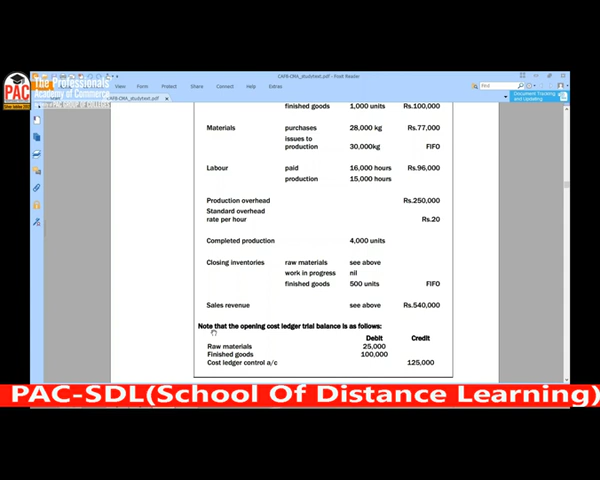 The Professionals
Academy of Commerce
PAC
CAF8-CMA_studytext.pdf - Foxit Reader
View Form Protect Share Connect Help Extras
Find
CAF8-CMA_studytext.pdf
Document Tracking
and Updating
finished goods 1,000 units Rs.100,000
Materials purchases 28,000 kg Rs.77,000
issues to
production 30,000kg FIFO
Labour paid 16,000 hours Rs.96,000
production 15,000 hours
Production overhead Rs.250,000
Standard overhead
rate per hour Rs.20
Completed production 4,000 units
Closing inventories raw materials see above
work in progress nil
finished goods 500 units FIFO
Sales revenue see above Rs.540,000
Note that the opening cost ledger trial balance is as follows:
Debit Credit
Raw materials 25,000
Finished goods 100,000
Cost ledger control a/c 125,000
PAC-SDL(School Of Distance Learning)